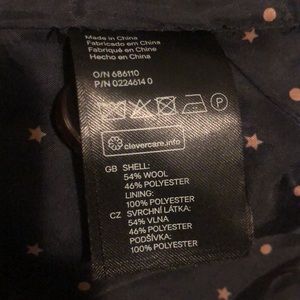 Made in China
Fabricado em China
Fabriqué en Chine
Hecho en China
O/N 686110
P/N 0224614 0
P
clevercare.info
GB SHELL:
54% WOOL
46% POLYESTER
LINING:
100% POLYESTER
CZ SVRCHNÍ LÁTKA:
54% VLNA
46% POLYESTER
PODŠÍVKA:
100% POLYESTER